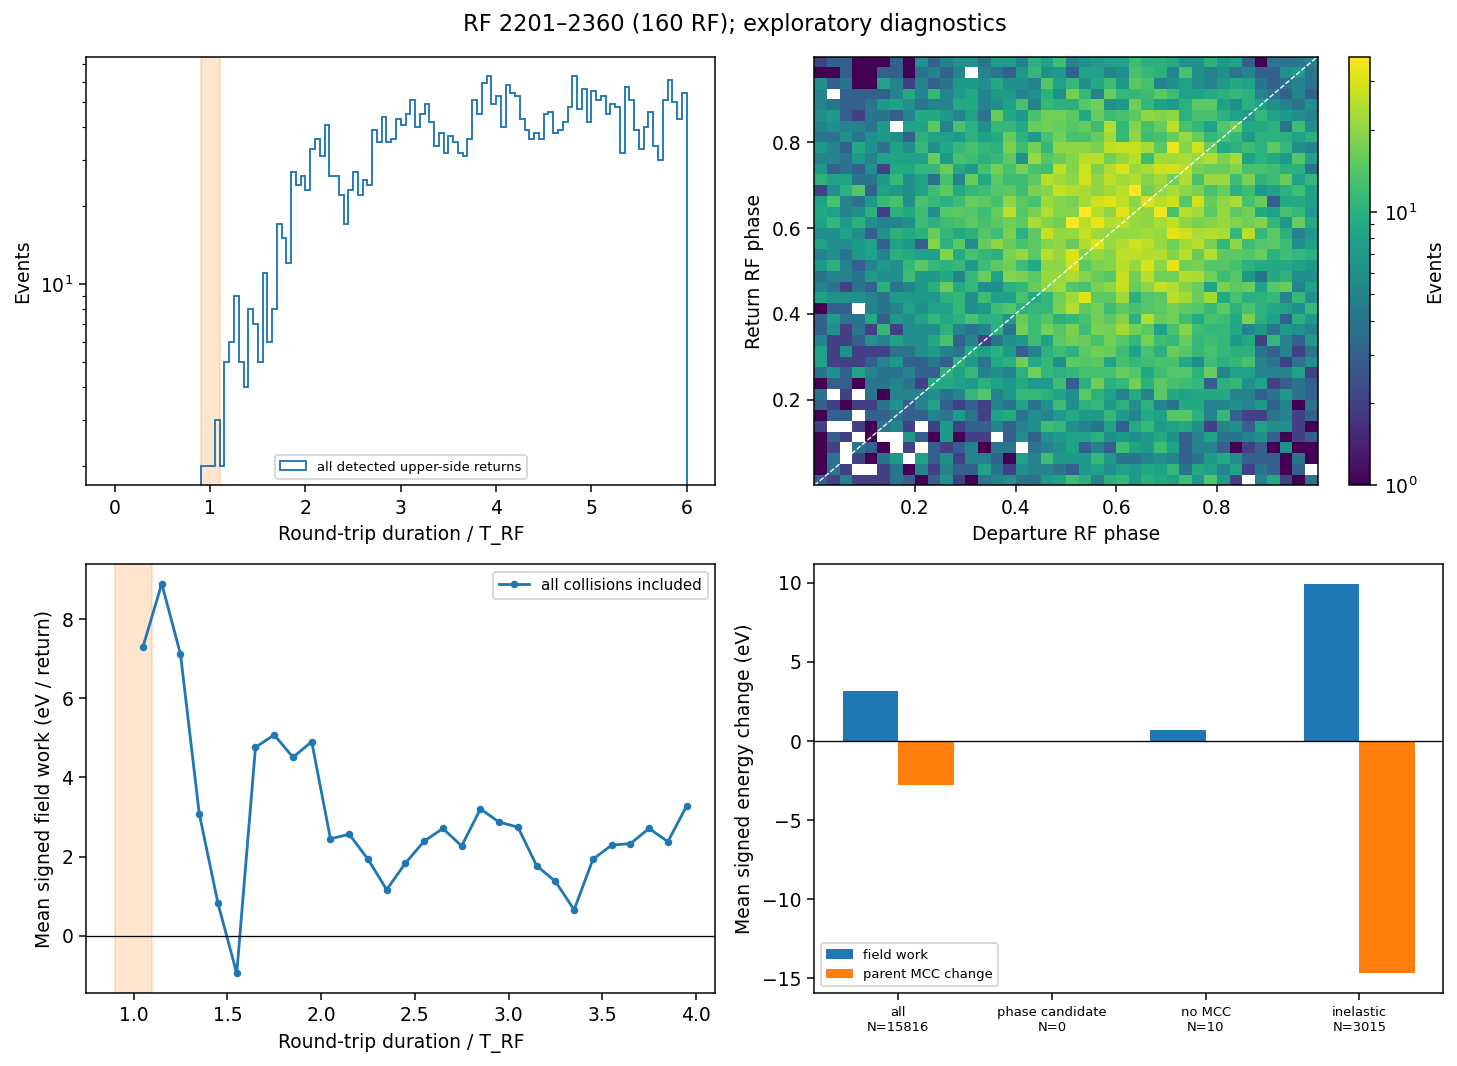 RF 2201–2360 (160 RF); exploratory diagnostics
Events
10¹
all detected upper-side returns
0 1 2 3 4 5 6
Round-trip duration / T_RF
Return RF phase
0.8
0.6
0.4
0.2
0.2 0.4 0.6 0.8
Departure RF phase
10¹
10⁰
Events
Mean signed field work (eV / return)
8
6
4
2
0
all collisions included
1.0 1.5 2.0 2.5 3.0 3.5 4.0
Round-trip duration / T_RF
Mean signed energy change (eV)
10
5
0
−5
−10
−15
field work
parent MCC change
all
N=15816
phase candidate
N=0
no MCC
N=10
inelastic
N=3015